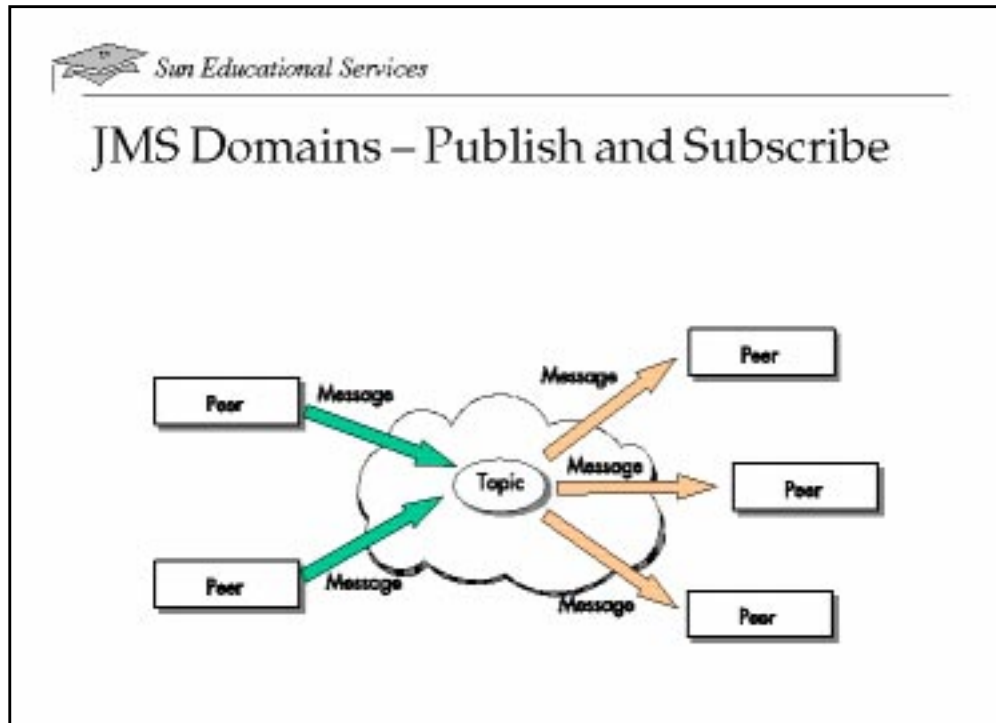 Sun Educational Services
JMS Domains – Publish and Subscribe
Peer
Message
Message
Peer
Topic
Message
Peer
Peer
Message
Message
Peer